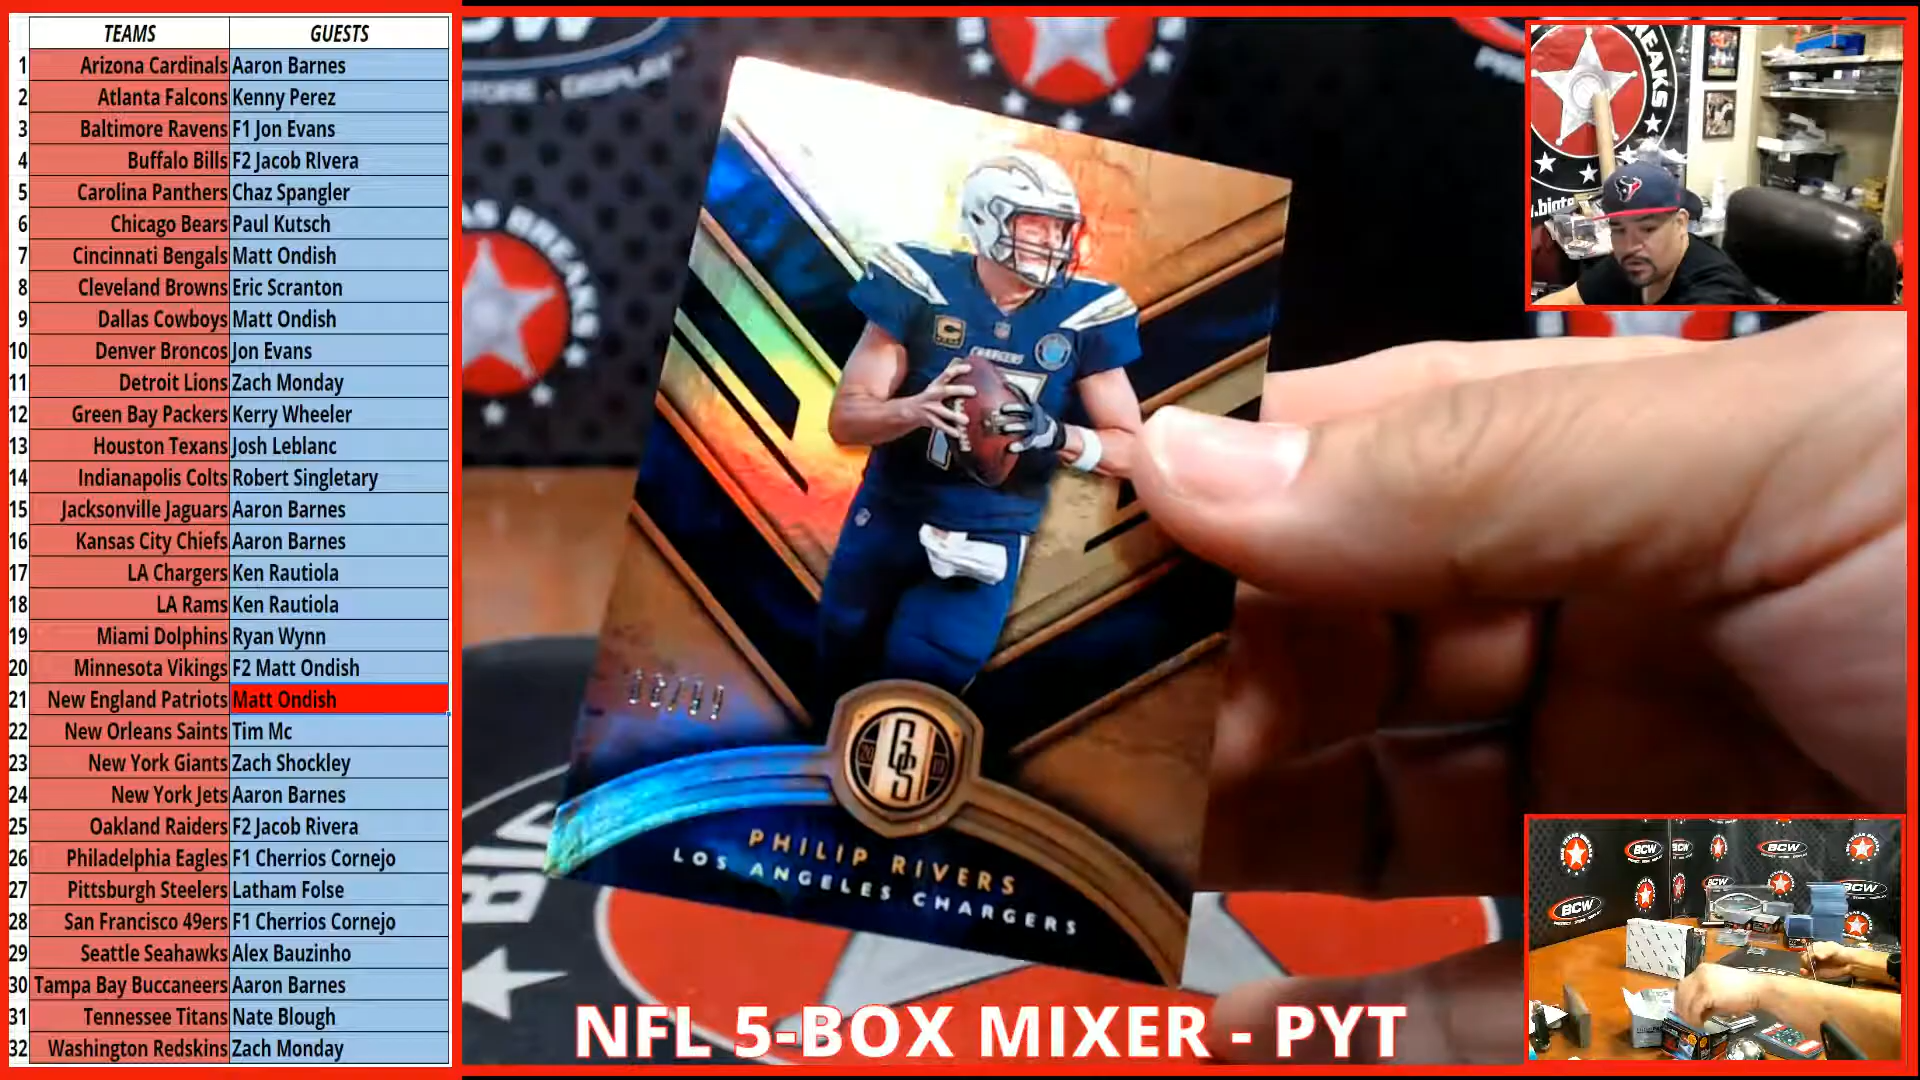 TEAMS GUESTS
1 Arizona Cardinals Aaron Barnes
2 Atlanta Falcons Kenny Perez
3 Baltimore Ravens F1 Jon Evans
4 Buffalo Bills F2 Jacob RIvera
5 Carolina Panthers Chaz Spangler
6 Chicago Bears Paul Kutsch
7 Cincinnati Bengals Matt Ondish
8 Cleveland Browns Eric Scranton
9 Dallas Cowboys Matt Ondish
10 Denver Broncos Jon Evans
11 Detroit Lions Zach Monday
12 Green Bay Packers Kerry Wheeler
13 Houston Texans Josh Leblanc
14 Indianapolis Colts Robert Singletary
15 Jacksonville Jaguars Aaron Barnes
16 Kansas City Chiefs Aaron Barnes
17 LA Chargers Ken Rautiola
18 LA Rams Ken Rautiola
19 Miami Dolphins Ryan Wynn
20 Minnesota Vikings F2 Matt Ondish
21 New England Patriots Matt Ondish
22 New Orleans Saints Tim Mc
23 New York Giants Zach Shockley
24 New York Jets Aaron Barnes
25 Oakland Raiders F2 Jacob Rivera
26 Philadelphia Eagles F1 Cherrios Cornejo
27 Pittsburgh Steelers Latham Folse
28 San Francisco 49ers F1 Cherrios Cornejo
29 Seattle Seahawks Alex Bauzinho
30 Tampa Bay Buccaneers Aaron Barnes
31 Tennessee Titans Nate Blough
32 Washington Redskins Zach Monday
CHARGERS
C
GS
PHILIP RIVERS
LOS ANGELES CHARGERS
BREAKS
DISPLAY
NFL 5-BOX MIXER - PYT
BCW
BCW
BCW
BCW